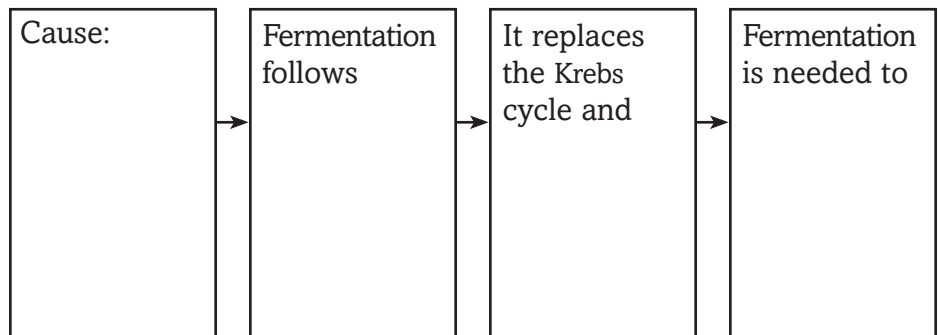 Cause:
Fermentation
follows
It replaces
the Krebs
cycle and
Fermentation
is needed to